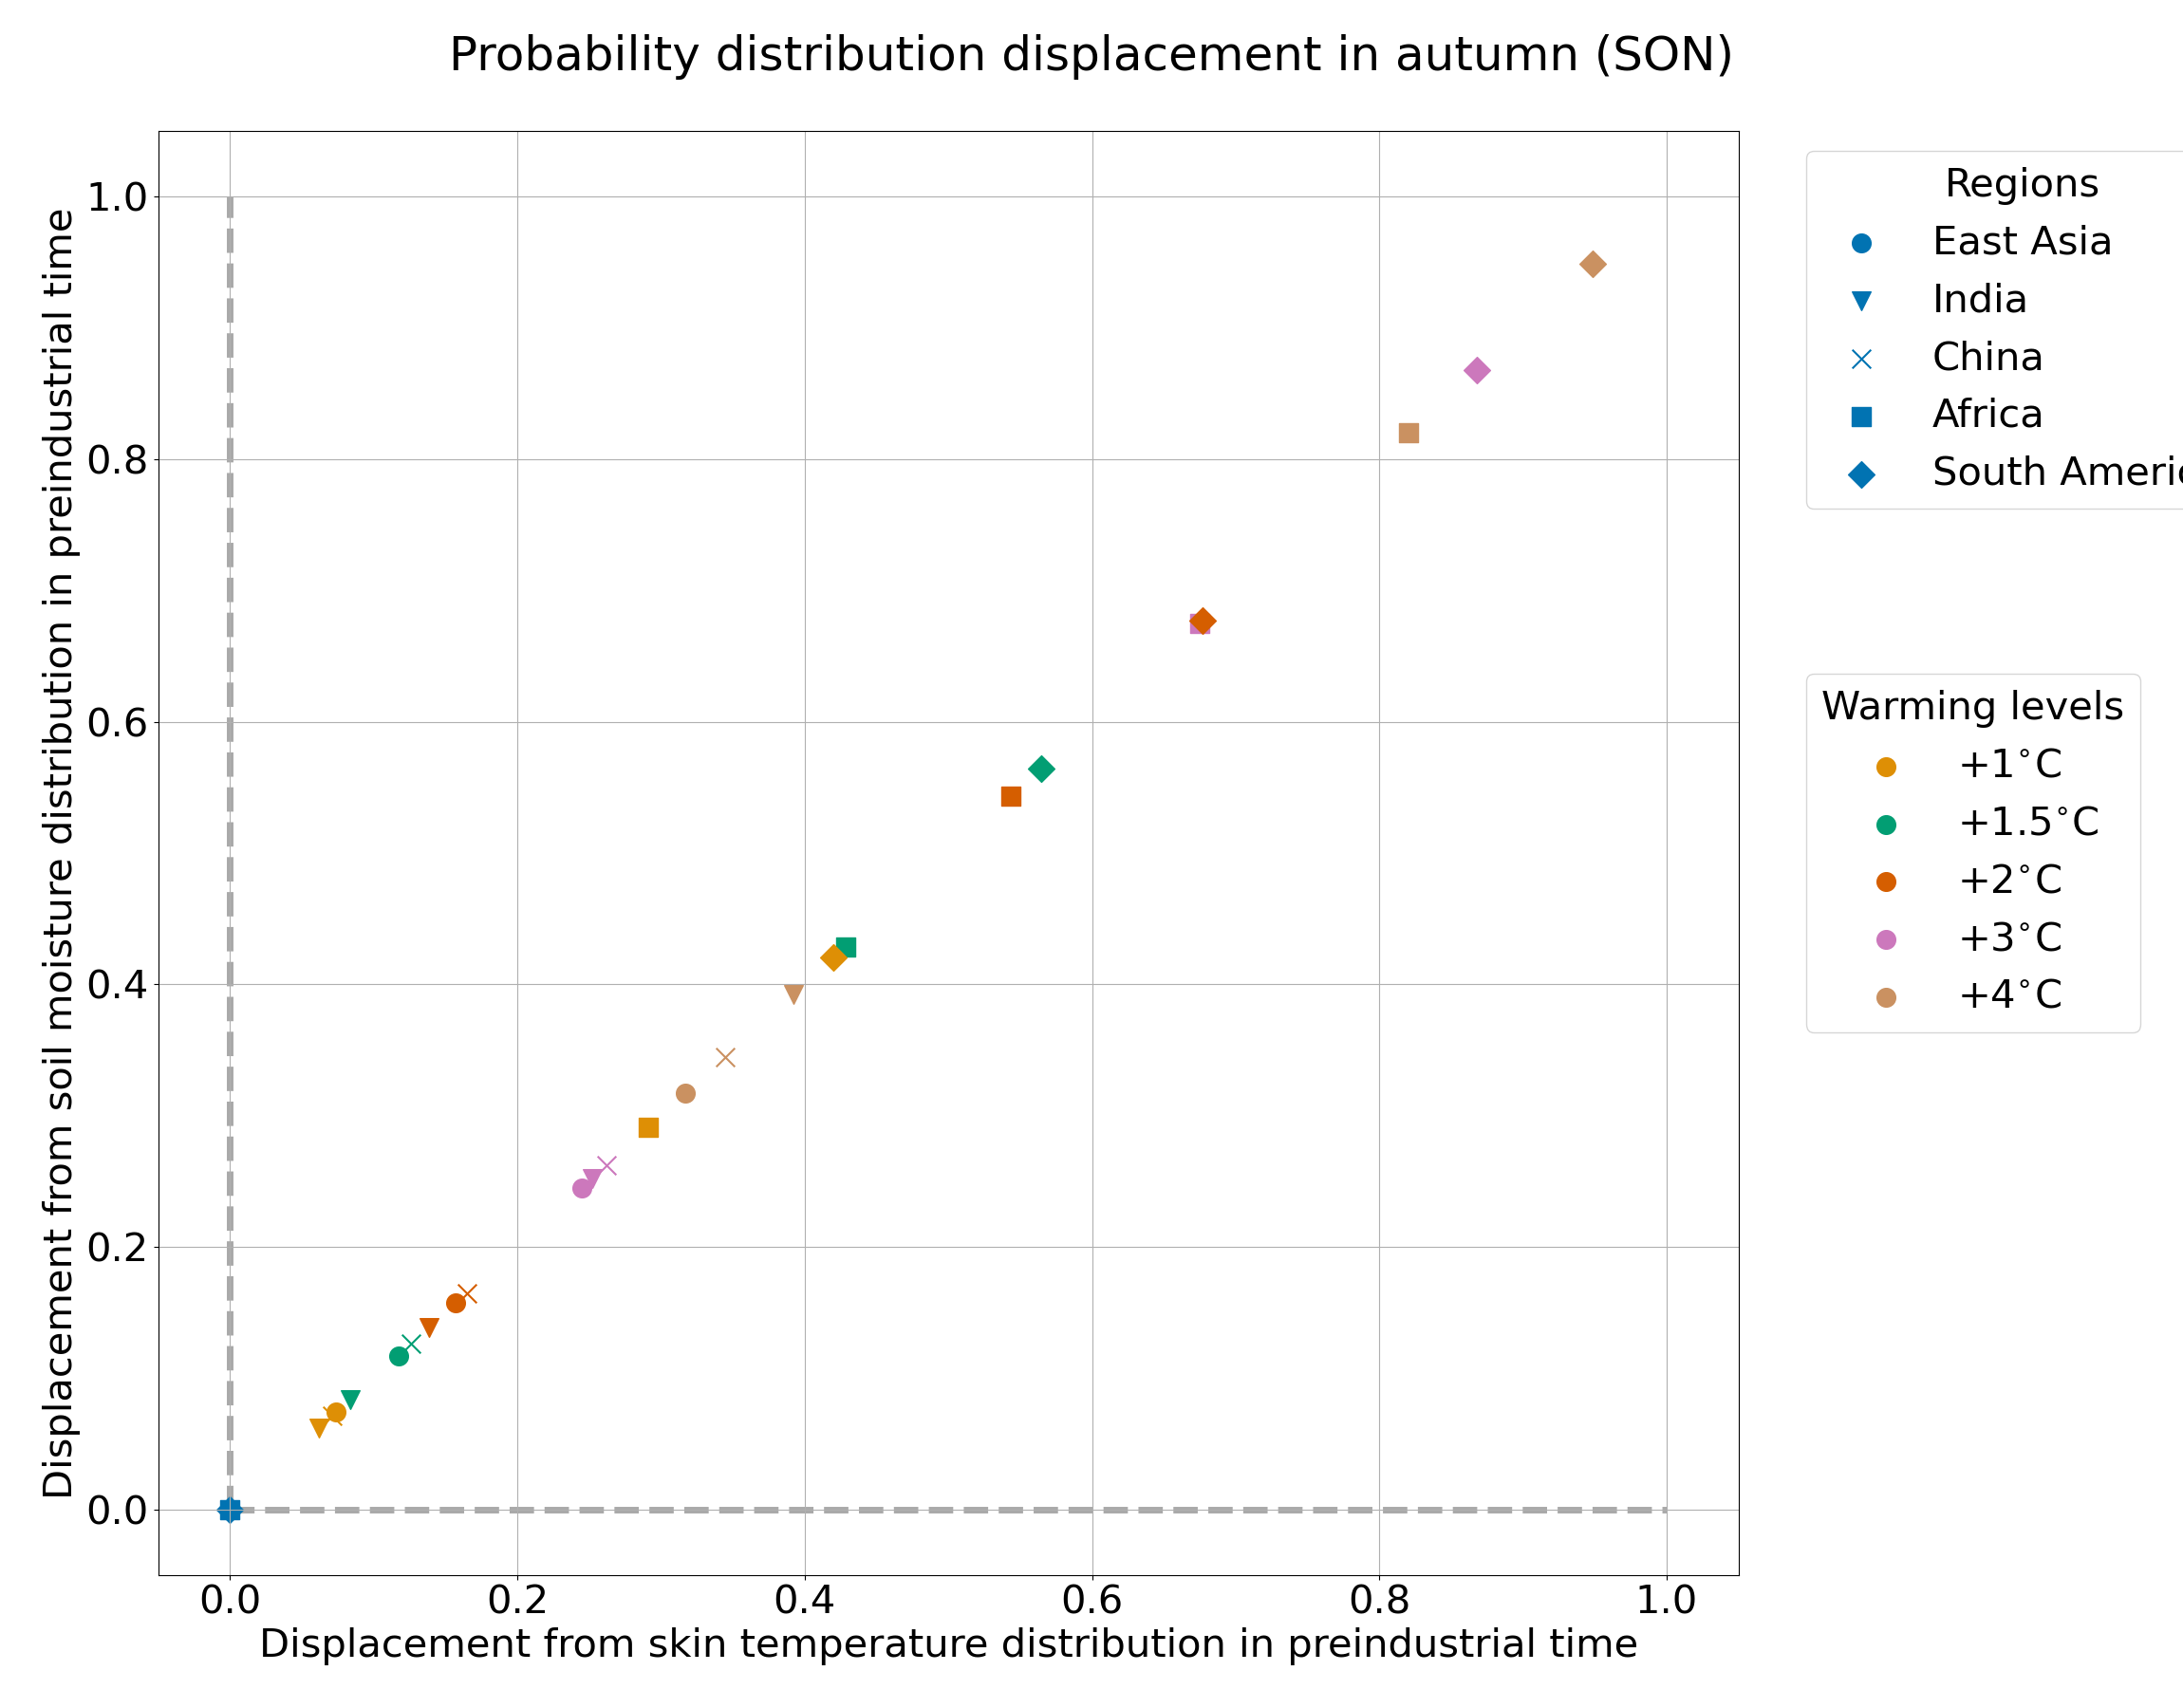 Probability distribution displacement in autumn (SON)
Displacement from soil moisture distribution in preindustrial time
1.0
0.8
0.6
0.4
0.2
0.0
0.0 0.2 0.4 0.6 0.8 1.0
Displacement from skin temperature distribution in preindustrial time
Regions
East Asia
India
China
Africa
South Americ
Warming levels
+1°C
+1.5°C
+2°C
+3°C
+4°C